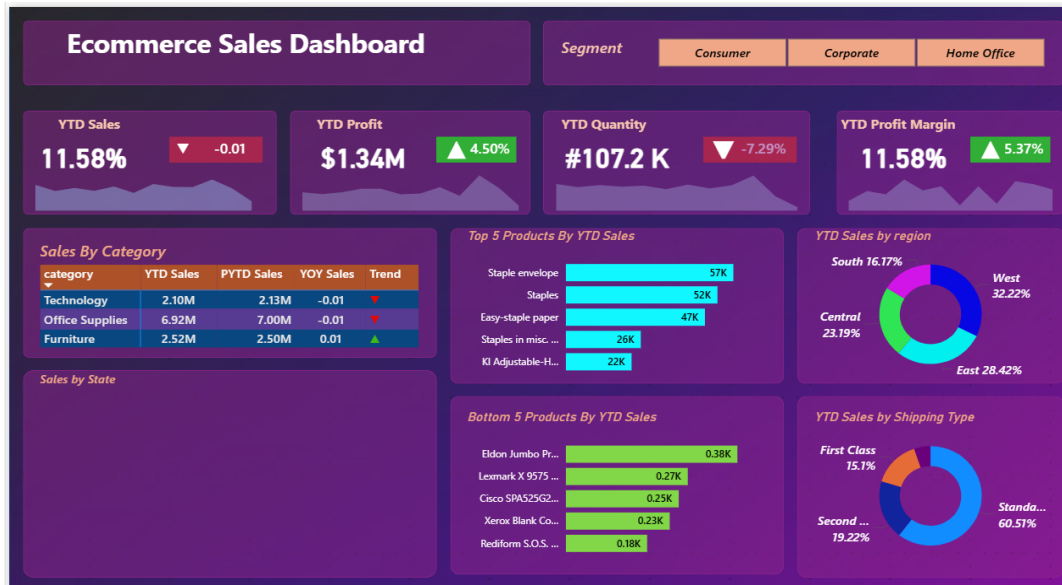 Ecommerce Sales Dashboard
Segment
Consumer Corporate Home Office
YTD Sales
11.58%
-0.01
YTD Profit
$1.34M
4.50%
YTD Quantity
#107.2 K
-7.29%
YTD Profit Margin
11.58%
5.37%
Sales By Category
category YTD Sales PYTD Sales YOY Sales Trend
Technology 2.10M 2.13M -0.01
Office Supplies 6.92M 7.00M -0.01
Furniture 2.52M 2.50M 0.01
Sales by State
Top 5 Products By YTD Sales
Staple envelope 57K
Staples 52K
Easy-staple paper 47K
Staples in misc. ... 26K
KI Adjustable-H... 22K
Bottom 5 Products By YTD Sales
Eldon Jumbo Pr... 0.38K
Lexmark X 9575 ... 0.27K
Cisco SPA525G2... 0.25K
Xerox Blank Co... 0.23K
Rediform S.O.S. ... 0.18K
YTD Sales by region
South 16.17%
West
32.22%
Central
23.19%
East 28.42%
YTD Sales by Shipping Type
First Class
15.1%
Standa...
60.51%
Second ...
19.22%